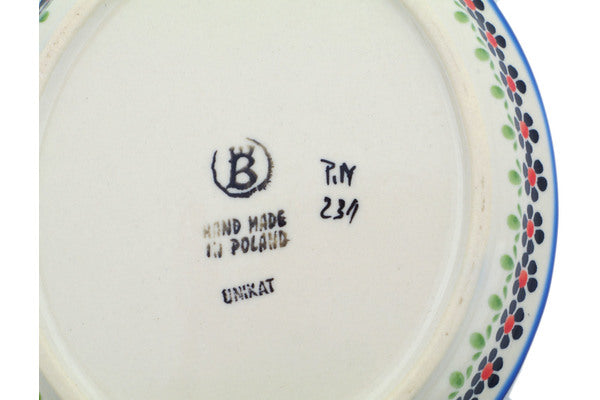 B
HAND MADE
IN POLAND
UNIKAT
P.N
231